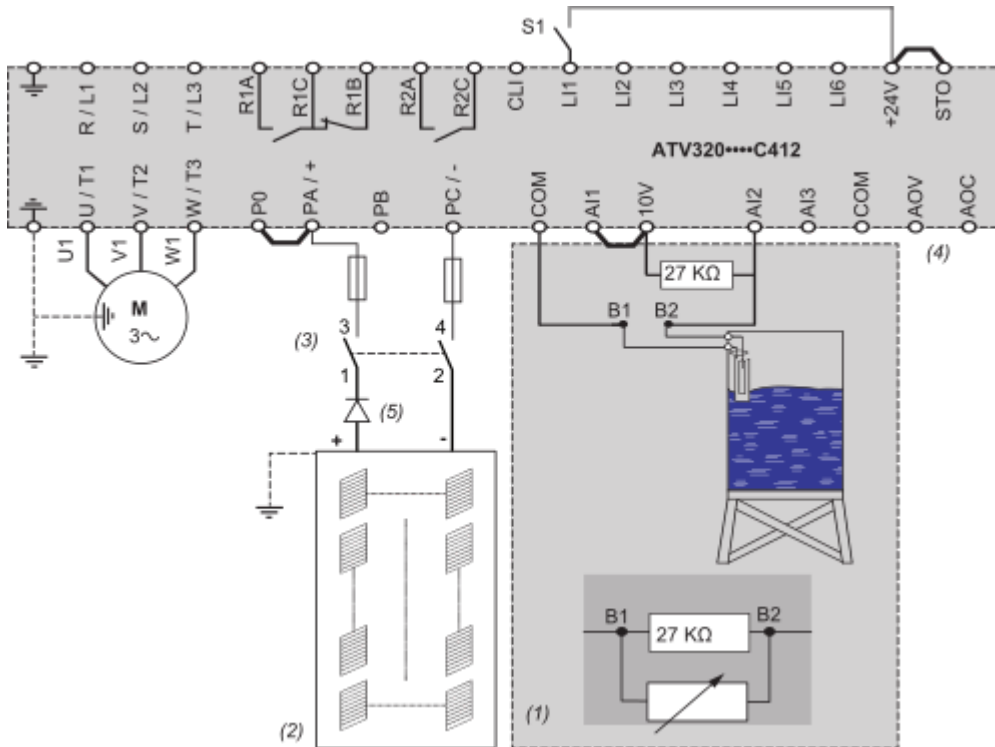 S1
R / L1
S / L2
T / L3
R1A
R1C
R1B
R2A
R2C
CLI
LI1
LI2
LI3
LI4
LI5
LI6
+24V
STO
ATV320••••C412
U / T1
V / T2
W / T3
P0
PA / +
PB
PC / -
COM
AI1
10V
AI2
AI3
COM
AOV
AOC
U1
V1
W1
M
3~
(4)
27 KΩ
B1
B2
(3)
3
4
1
2
(5)
+
-
B1
B2
27 KΩ
(2)
(1)